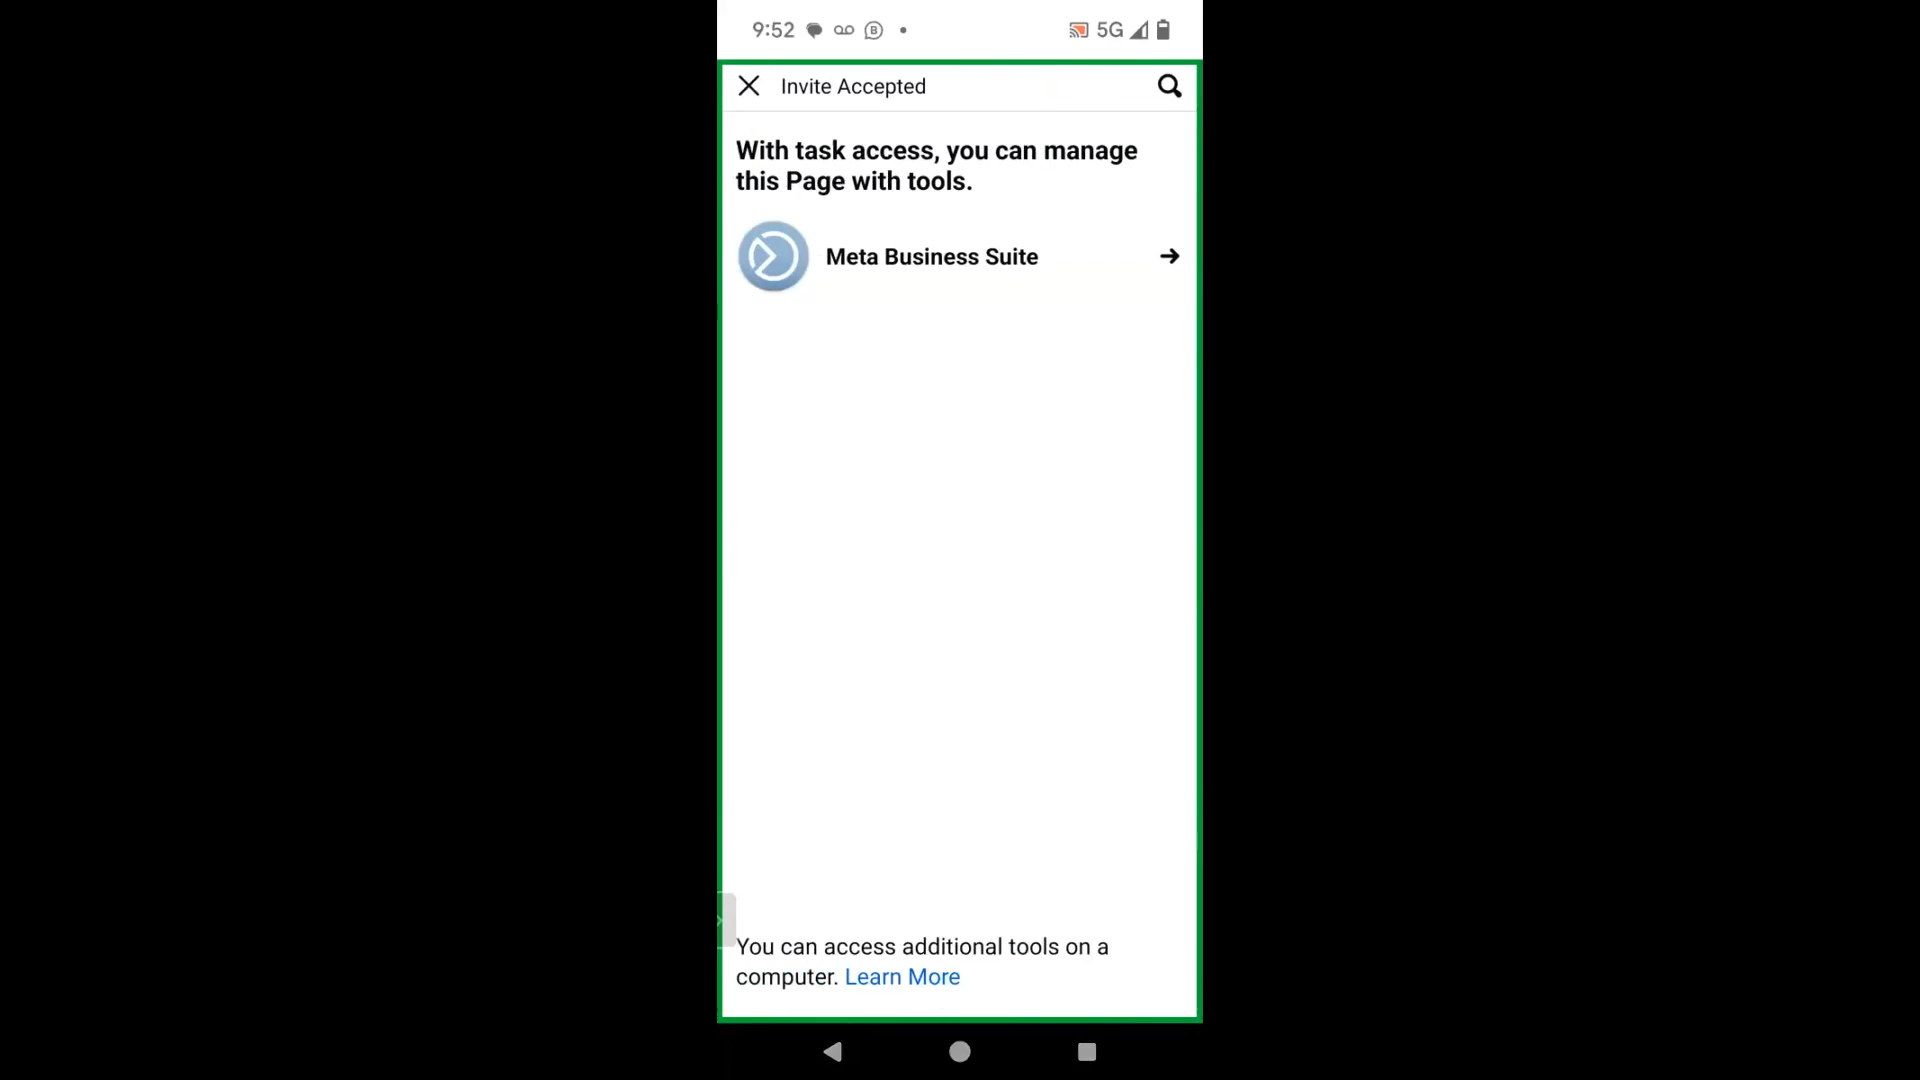 9:52
5G
Invite Accepted
With task access, you can manage
this Page with tools.
Meta Business Suite
You can access additional tools on a
computer. Learn More